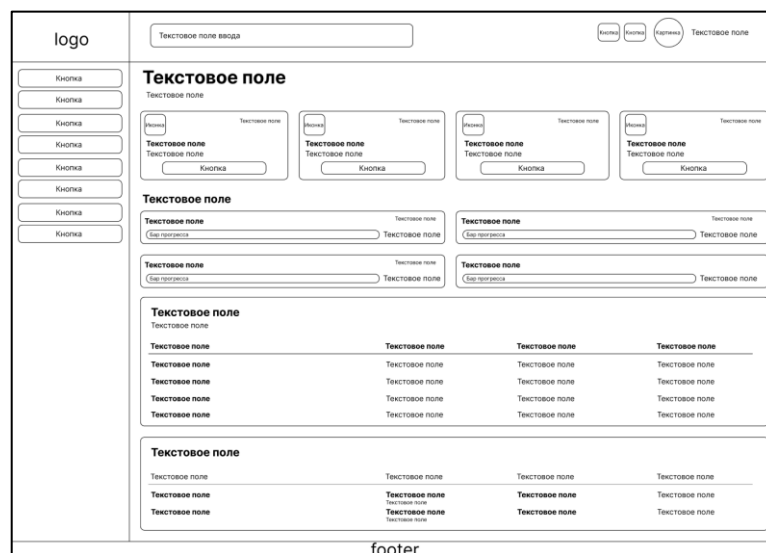 logo
Текстовое поле ввода
Кнопка Кнопка Картинка Текстовое поле
Кнопка
Кнопка
Кнопка
Кнопка
Кнопка
Кнопка
Кнопка
Кнопка
Текстовое поле
Текстовое поле
Иконка Текстовое поле
Текстовое поле
Текстовое поле
Кнопка
Иконка Текстовое поле
Текстовое поле
Текстовое поле
Кнопка
Иконка Текстовое поле
Текстовое поле
Текстовое поле
Кнопка
Иконка Текстовое поле
Текстовое поле
Текстовое поле
Кнопка
Текстовое поле
Текстовое поле Текстовое поле
Бар прогресса Текстовое поле
Текстовое поле Текстовое поле
Бар прогресса Текстовое поле
Текстовое поле Текстовое поле
Бар прогресса Текстовое поле
Текстовое поле Текстовое поле
Бар прогресса Текстовое поле
Текстовое поле
Текстовое поле
Текстовое поле Текстовое поле Текстовое поле Текстовое поле
Текстовое поле Текстовое поле Текстовое поле Текстовое поле
Текстовое поле Текстовое поле Текстовое поле Текстовое поле
Текстовое поле Текстовое поле Текстовое поле Текстовое поле
Текстовое поле Текстовое поле Текстовое поле Текстовое поле
Текстовое поле
Текстовое поле Текстовое поле Текстовое поле Текстовое поле
Текстовое поле Текстовое поле Текстовое поле Текстовое поле
Текстовое поле
Текстовое поле Текстовое поле Текстовое поле Текстовое поле
Текстовое поле
footer